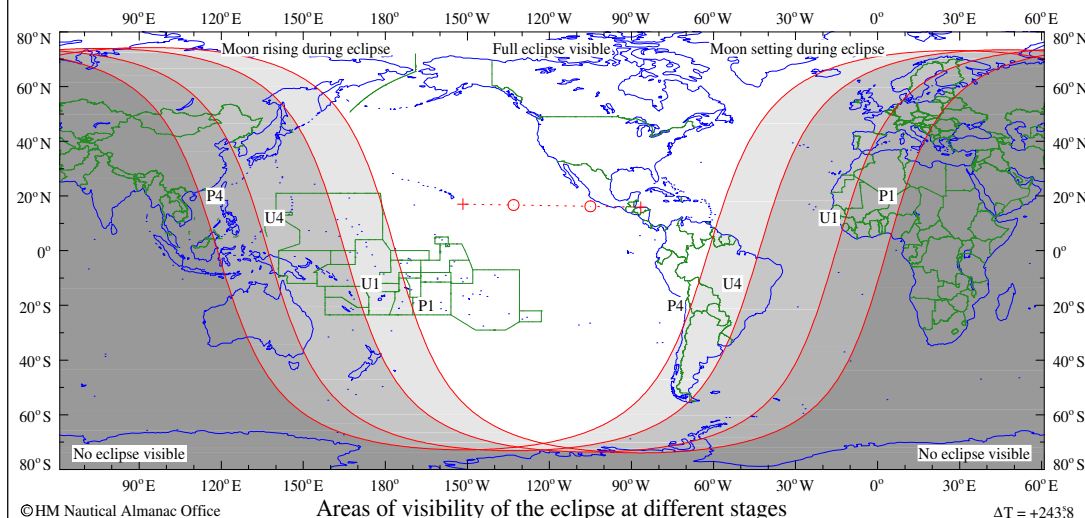 90°E 120°E 150°E 180° 150°W 120°W 90°W 60°W 30°W 0° 30°E 60°E
80°N Moon rising during eclipse Full eclipse visible Moon setting during eclipse 80°N
60°N 60°N
40°N 40°N
20°N P4 P1 20°N
U4 U1
0° 0°
U1 U4
20°S P1 P4 20°S
40°S 40°S
60°S 60°S
No eclipse visible No eclipse visible
80°S 80°S
90°E 120°E 150°E 180° 150°W 120°W 90°W 60°W 30°W 0° 30°E 60°E
©HM Nautical Almanac Office Areas of visibility of the eclipse at different stages ΔT = +243ˢ.8